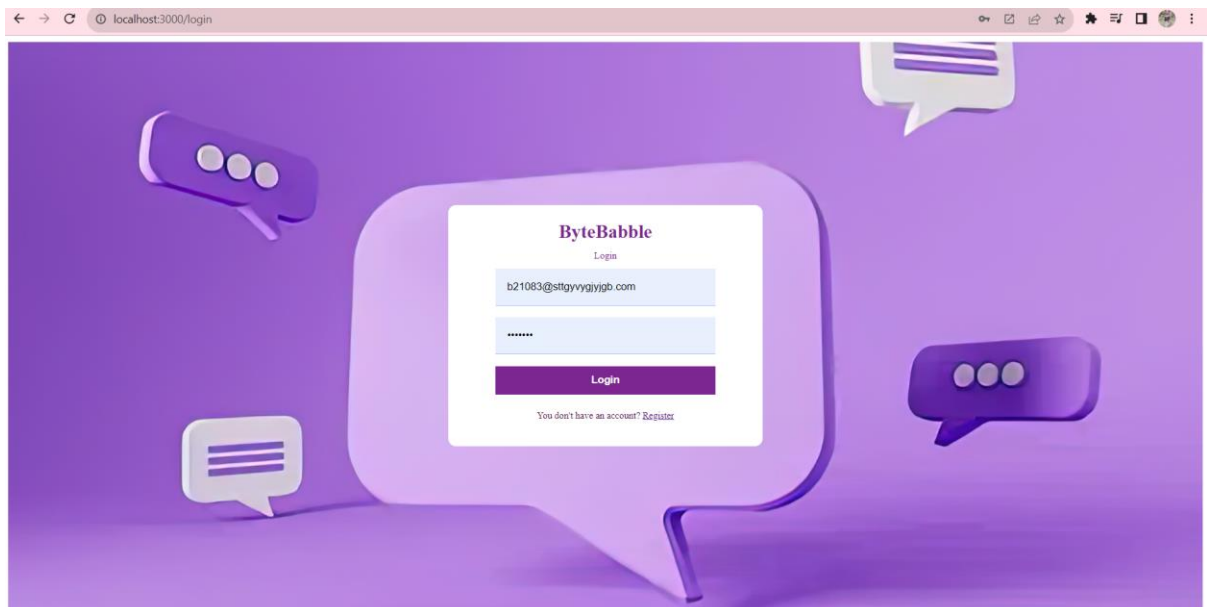 localhost:3000/login
ByteBabble
Login
b21083@sttgyvygjyjgb.com
•••••••
Login
You don't have an account? Register